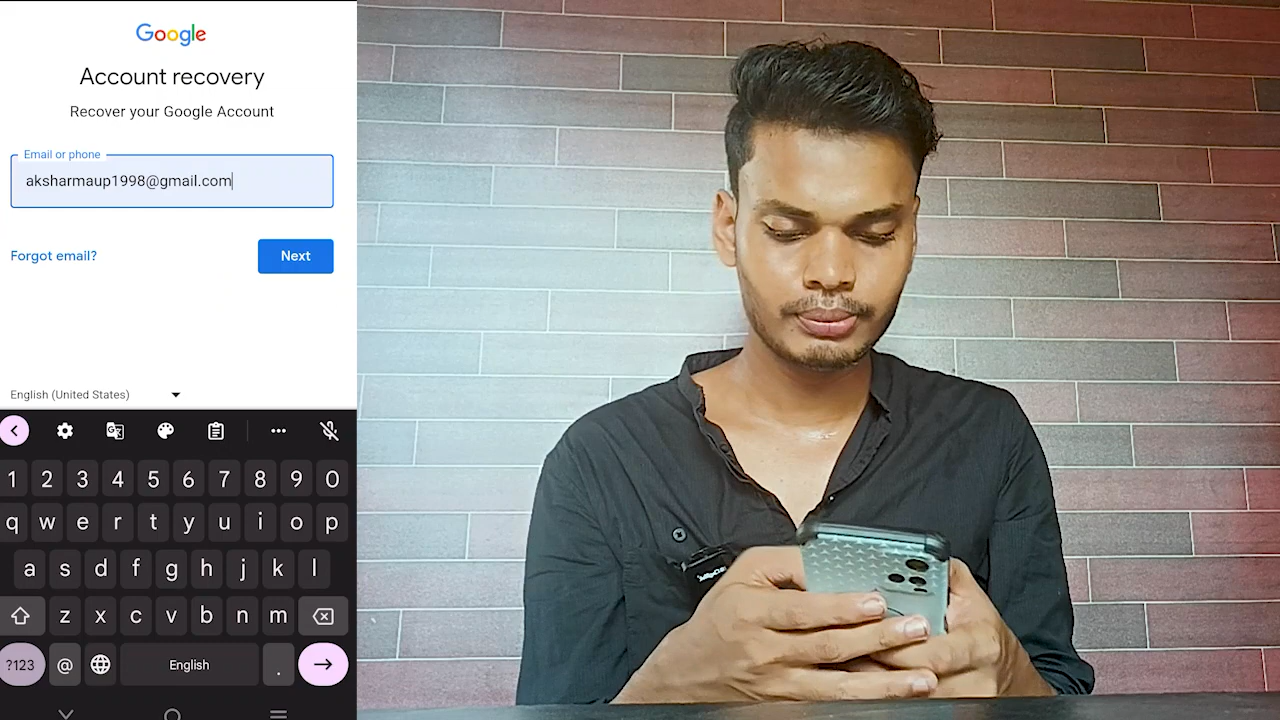 Google
Account recovery
Recover your Google Account
Email or phone
aksharmaup1998@gmail.com
Forgot email?
Next
English (United States)
1 2 3 4 5 6 7 8 9 0
q w e r t y u i o p
a s d f g h j k l
z x c v b n m
?123 @ English .